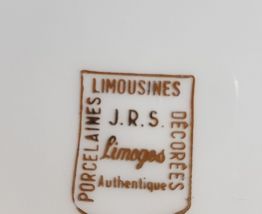 PORCELAINES
LIMOUSINES
DÉCORÉES
J.R.S.
Limoges
Authentique